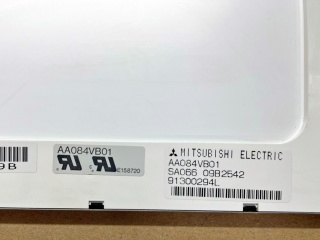 AA084VB01
E158720
9B
MITSUBISHI ELECTRIC
AA084VB01
SA066 09B2542
91300294L